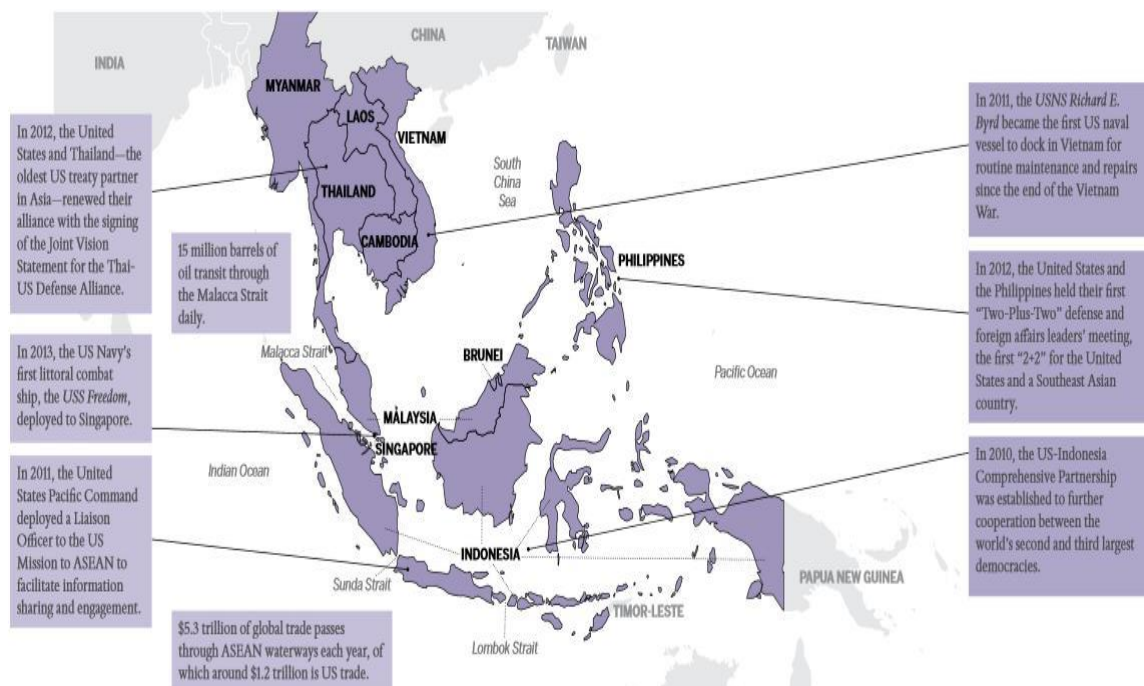 INDIA
CHINA
TAIWAN
MYANMAR
LAOS
VIETNAM
THAILAND
CAMBODIA
South
China
Sea
PHILIPPINES
In 2012, the United
States and Thailand—the
oldest US treaty partner
in Asia—renewed their
alliance with the signing
of the Joint Vision
Statement for the Thai-
US Defense Alliance.
15 million barrels of
oil transit through
the Malacca Strait
daily.
In 2013, the US Navy's
first littoral combat
ship, the USS Freedom,
deployed to Singapore.
In 2011, the United
States Pacific Command
deployed a Liaison
Officer to the US
Mission to ASEAN to
facilitate information
sharing and engagement.
$5.3 trillion of global trade passes
through ASEAN waterways each year, of
which around $1.2 trillion is US trade.
Malacca Strait
BRUNEI
Pacific Ocean
MALAYSIA
SINGAPORE
Indian Ocean
INDONESIA
Sunda Strait
Lombok Strait
TIMOR-LESTE
PAPUA NEW GUINEA
In 2011, the USNS Richard E.
Byrd became the first US naval
vessel to dock in Vietnam for
routine maintenance and repairs
since the end of the Vietnam
War.
In 2012, the United States and
the Philippines held their first
“Two-Plus-Two” defense and
foreign affairs leaders’ meeting,
the first “2+2” for the United
States and a Southeast Asian
country.
In 2010, the US-Indonesia
Comprehensive Partnership
was established to further
cooperation between the
world’s second and third largest
democracies.